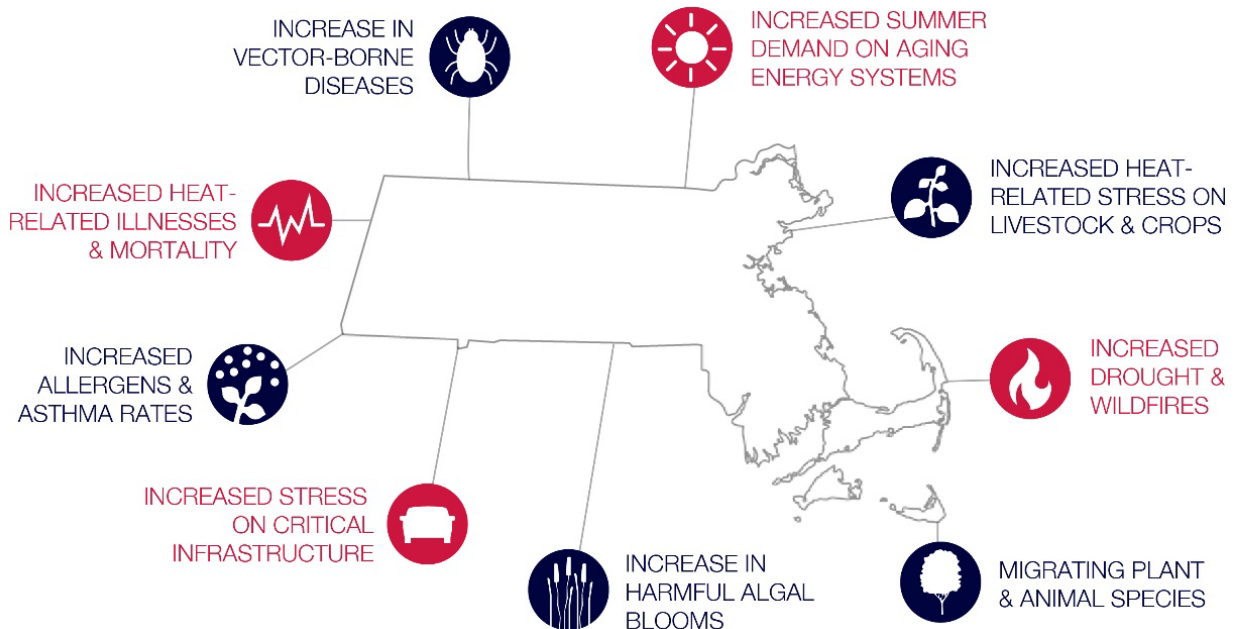 INCREASE IN
VECTOR-BORNE
DISEASES
INCREASED SUMMER
DEMAND ON AGING
ENERGY SYSTEMS
INCREASED HEAT-
RELATED ILLNESSES
& MORTALITY
INCREASED HEAT-
RELATED STRESS ON
LIVESTOCK & CROPS
INCREASED
ALLERGENS &
ASTHMA RATES
INCREASED
DROUGHT &
WILDFIRES
INCREASED STRESS
ON CRITICAL
INFRASTRUCTURE
INCREASE IN
HARMFUL ALGAL
BLOOMS
MIGRATING PLANT
& ANIMAL SPECIES